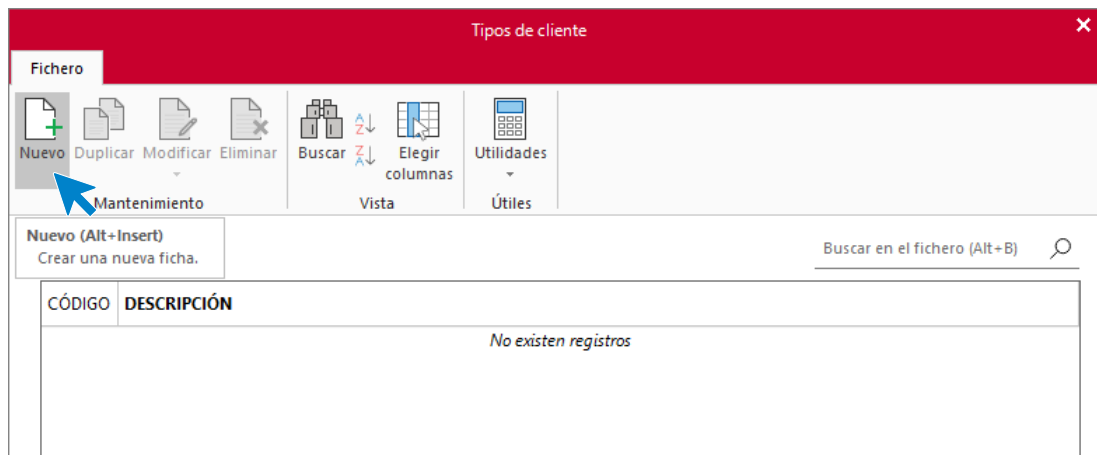 Tipos de cliente
Fichero
Nuevo Duplicar Modificar Eliminar Buscar Elegir columnas Utilidades
Mantenimiento Vista Útiles
Nuevo (Alt+Insert)
Crear una nueva ficha.
Buscar en el fichero (Alt+B)
CÓDIGO DESCRIPCIÓN
No existen registros